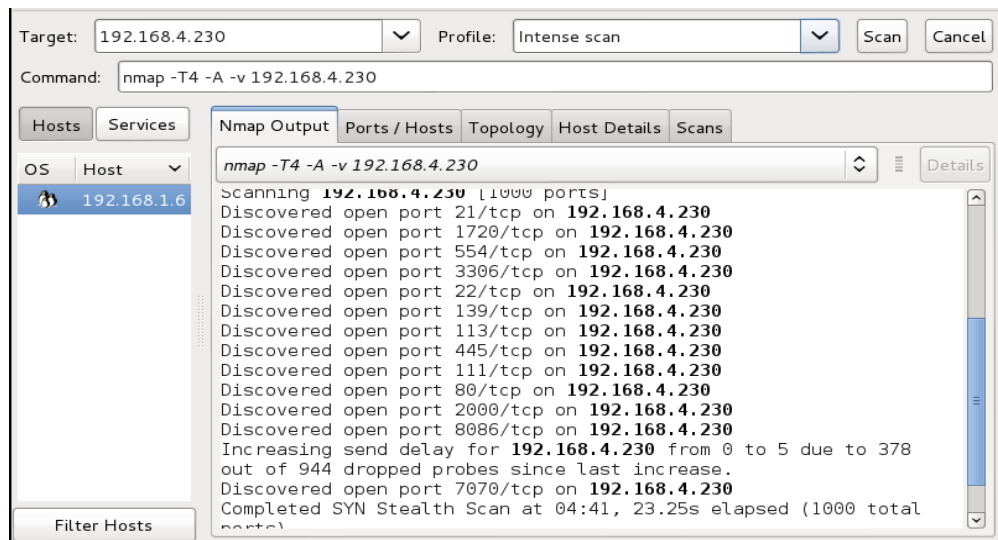 Target: 192.168.4.230 Profile: Intense scan Scan Cancel
Command: nmap -T4 -A -v 192.168.4.230
Hosts Services Nmap Output Ports / Hosts Topology Host Details Scans
OS Host nmap -T4 -A -v 192.168.4.230 Details
192.168.1.6
Scanning 192.168.4.230 [1000 ports]
Discovered open port 21/tcp on 192.168.4.230
Discovered open port 1720/tcp on 192.168.4.230
Discovered open port 554/tcp on 192.168.4.230
Discovered open port 3306/tcp on 192.168.4.230
Discovered open port 22/tcp on 192.168.4.230
Discovered open port 139/tcp on 192.168.4.230
Discovered open port 113/tcp on 192.168.4.230
Discovered open port 445/tcp on 192.168.4.230
Discovered open port 111/tcp on 192.168.4.230
Discovered open port 80/tcp on 192.168.4.230
Discovered open port 2000/tcp on 192.168.4.230
Discovered open port 8086/tcp on 192.168.4.230
Increasing send delay for 192.168.4.230 from 0 to 5 due to 378
out of 944 dropped probes since last increase.
Discovered open port 7070/tcp on 192.168.4.230
Completed SYN Stealth Scan at 04:41, 23.25s elapsed (1000 total
ports)
Filter Hosts